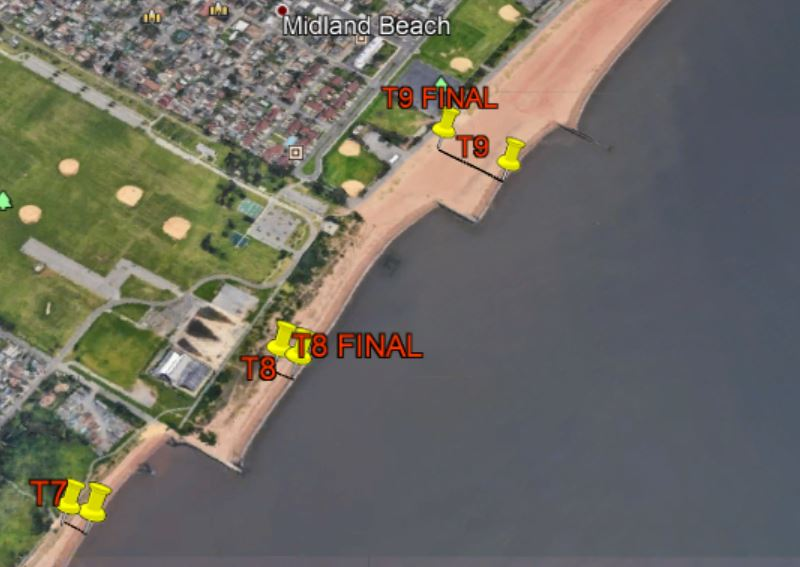 Midland Beach
T9 FINAL
T9
T8 FINAL
T8
T7